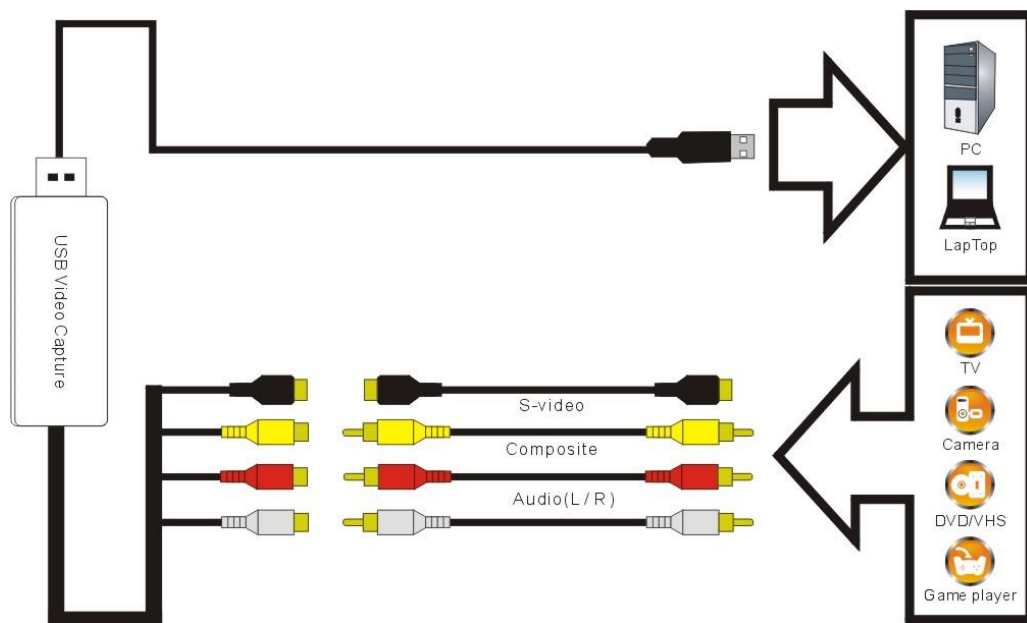 PC
LapTop
USB Video Capture
TV
S-video
Camera
Composite
Audio(L/R)
DVD/VHS
Game player